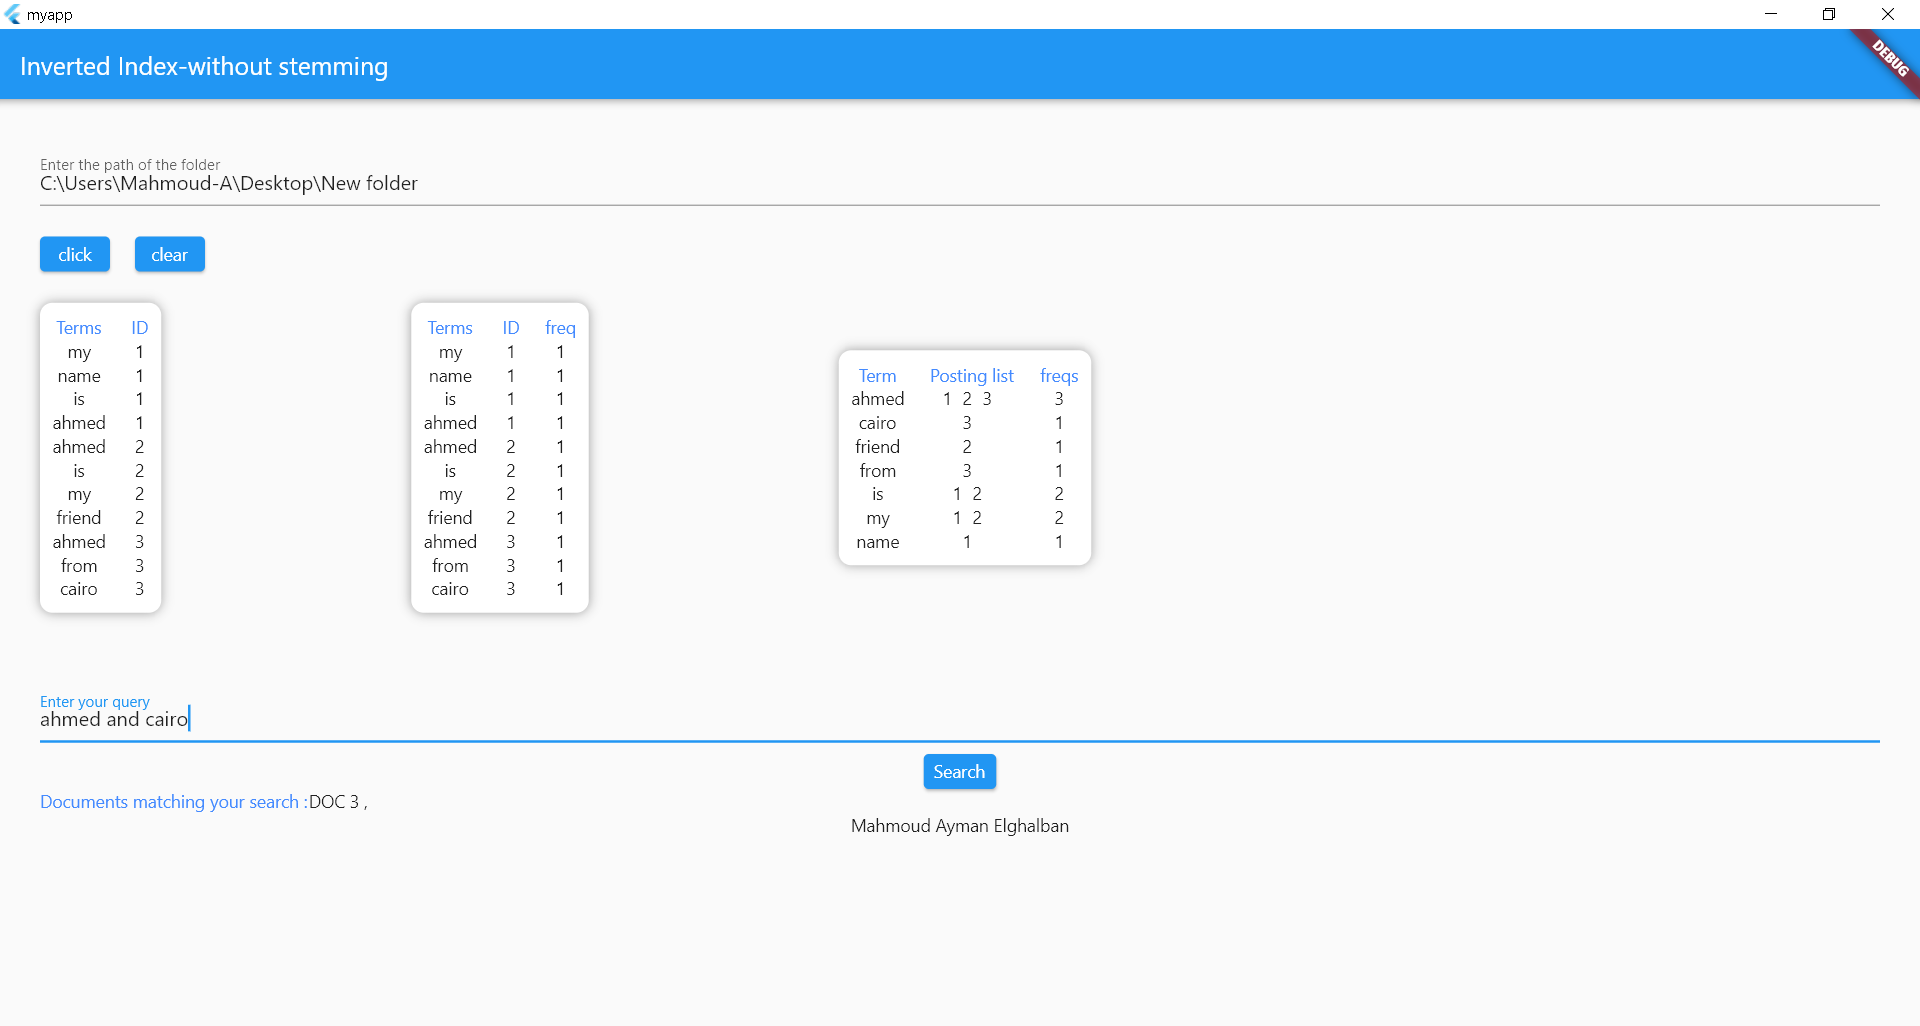 myapp
Inverted Index-without stemming
DEBUG
Enter the path of the folder
C:\Users\Mahmoud-A\Desktop\New folder
click clear
Terms ID
my 1
name 1
is 1
ahmed 1
ahmed 2
is 2
my 2
friend 2
ahmed 3
from 3
cairo 3
Terms ID freq
my 1 1
name 1 1
is 1 1
ahmed 1 1
ahmed 2 1
is 2 1
my 2 1
friend 2 1
ahmed 3 1
from 3 1
cairo 3 1
Term Posting list freqs
ahmed 1 2 3 3
cairo 3 1
friend 2 1
from 3 1
is 1 2 2
my 1 2 2
name 1 1
Enter your query
ahmed and cairo
Search
Documents matching your search :DOC 3 ,
Mahmoud Ayman Elghalban